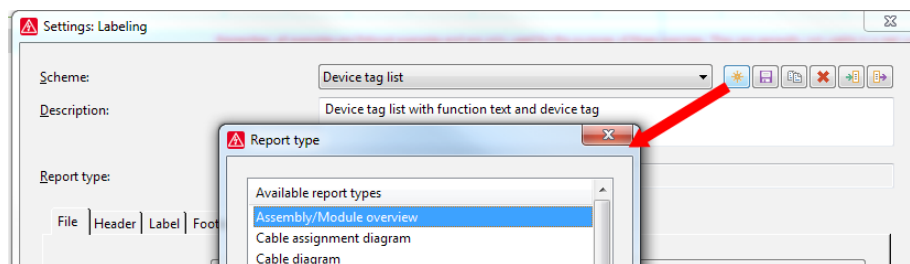 Settings: Labeling
Scheme:
Device tag list
Description:
Device tag list with function text and device tag
Report type
Report type:
Available report types
File
Header
Label
Foot
Assembly/Module overview
Cable assignment diagram
Cable diagram